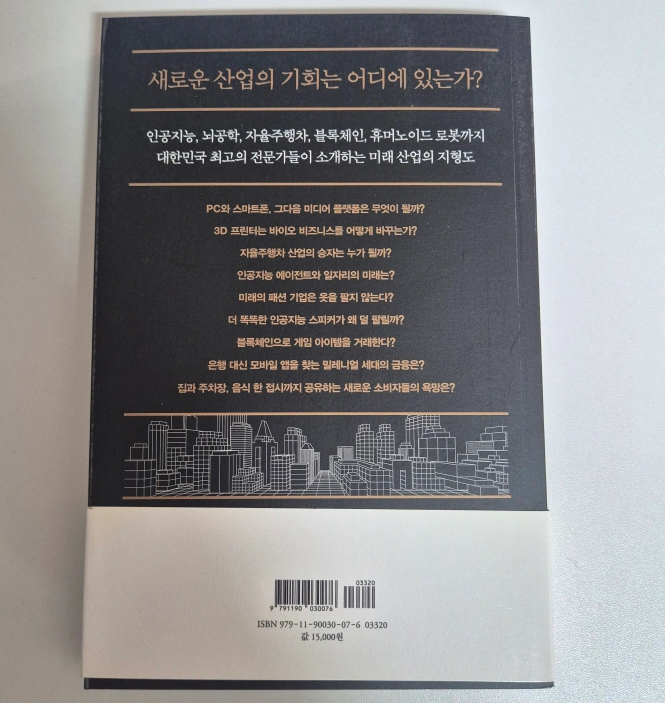 새로운 산업의 기회는 어디에 있는가?
인공지능, 뇌공학, 자율주행차, 블록체인, 휴머노이드 로봇까지
대한민국 최고의 전문가들이 소개하는 미래 산업의 지형도
PC와 스마트폰, 그다음 미디어 플랫폼은 무엇이 될까?
3D 프린터는 바이오 비즈니스를 어떻게 바꾸는가?
자율주행차 산업의 승자는 누가 될까?
인공지능 에이전트와 일자리의 미래는?
미래의 패션 기업은 옷을 팔지 않는다?
더 똑똑한 인공지능 스피커가 왜 덜 팔릴까?
블록체인으로 게임 아이템을 거래한다?
은행 대신 모바일 앱을 찾는 밀레니얼 세대의 금융은?
집과 주차장, 음식 한 접시까지 공유하는 새로운 소비자들의 욕망은?
03320
9 791190 030076
ISBN 979-11-90030-07-6 03320
값 15,000원